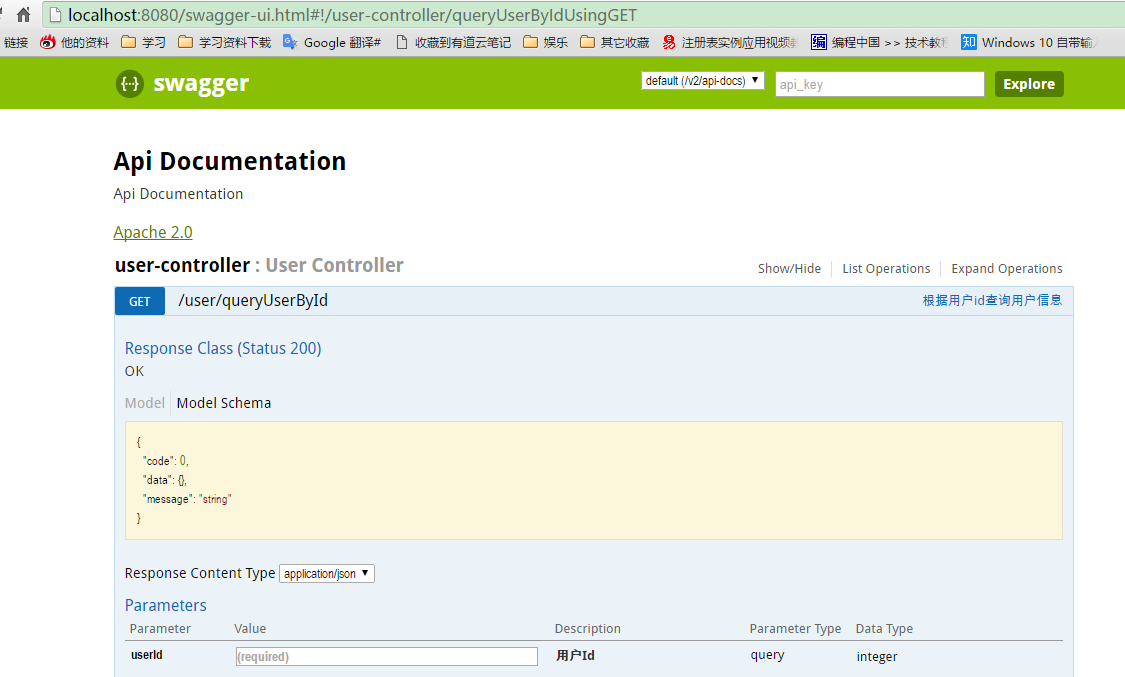 localhost:8080/swagger-ui.html#!/user-controller/queryUserByIdUsingGET
链接 他的资料 学习 学习资料下载 Google 翻译# 收藏到有道云笔记 娱乐 其它收藏 注册表实例应用视频 编程中国 >> 技术教 Windows 10 自带输
{··} swagger default (/v2/api-docs) api_key Explore
Api Documentation
Api Documentation
Apache 2.0
user-controller : User Controller Show/Hide List Operations Expand Operations
GET /user/queryUserById 根据用户id查询用户信息
Response Class (Status 200)
OK
Model Model Schema
{
"code": 0,
"data": {},
"message": "string"
}
Response Content Type application/json
Parameters
Parameter Value Description Parameter Type Data Type
userId (required) 用户Id query integer